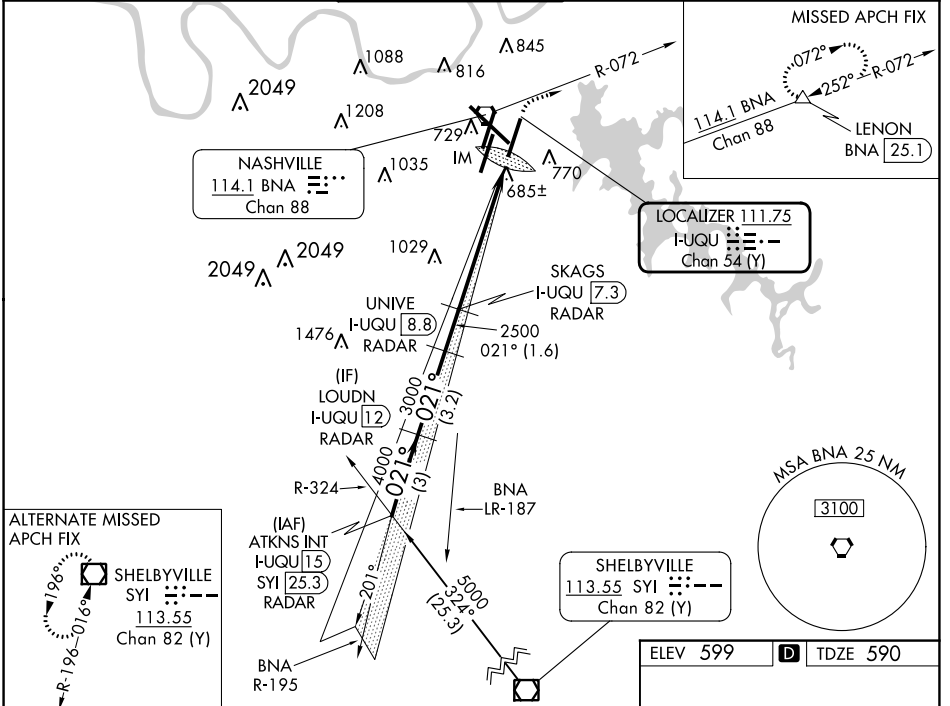 MISSED APCH FIX
072°
252°
R-072
114.1 BNA
Chan 88
LENON
BNA 25.1
1088
816
845
R-072
2049
1208
729
IM
1035
770
685±
NASHVILLE
114.1 BNA
Chan 88
LOCALIZER 111.75
I-UQU
Chan 54 (Y)
2049
2049
1029
SKAGS
I-UQU 7.3
RADAR
UNIVE
I-UQU 8.8
RADAR
2500
021° (1.6)
1476
(IF)
LOUDN
I-UQU 12
RADAR
3000
021°
(3.2)
4000
021°
(3)
R-324
BNA
LR-187
(IAF)
ATKNS INT
I-UQU 15
SYI 25.3
RADAR
201°
BNA
R-195
5000
324°
(25.3)
MSA BNA 25 NM
3100
ALTERNATE MISSED
APCH FIX
196°
016°
R-196
SHELBYVILLE
SYI
113.55
Chan 82 (Y)
SHELBYVILLE
113.55 SYI
Chan 82 (Y)
ELEV 599 D TDZE 590